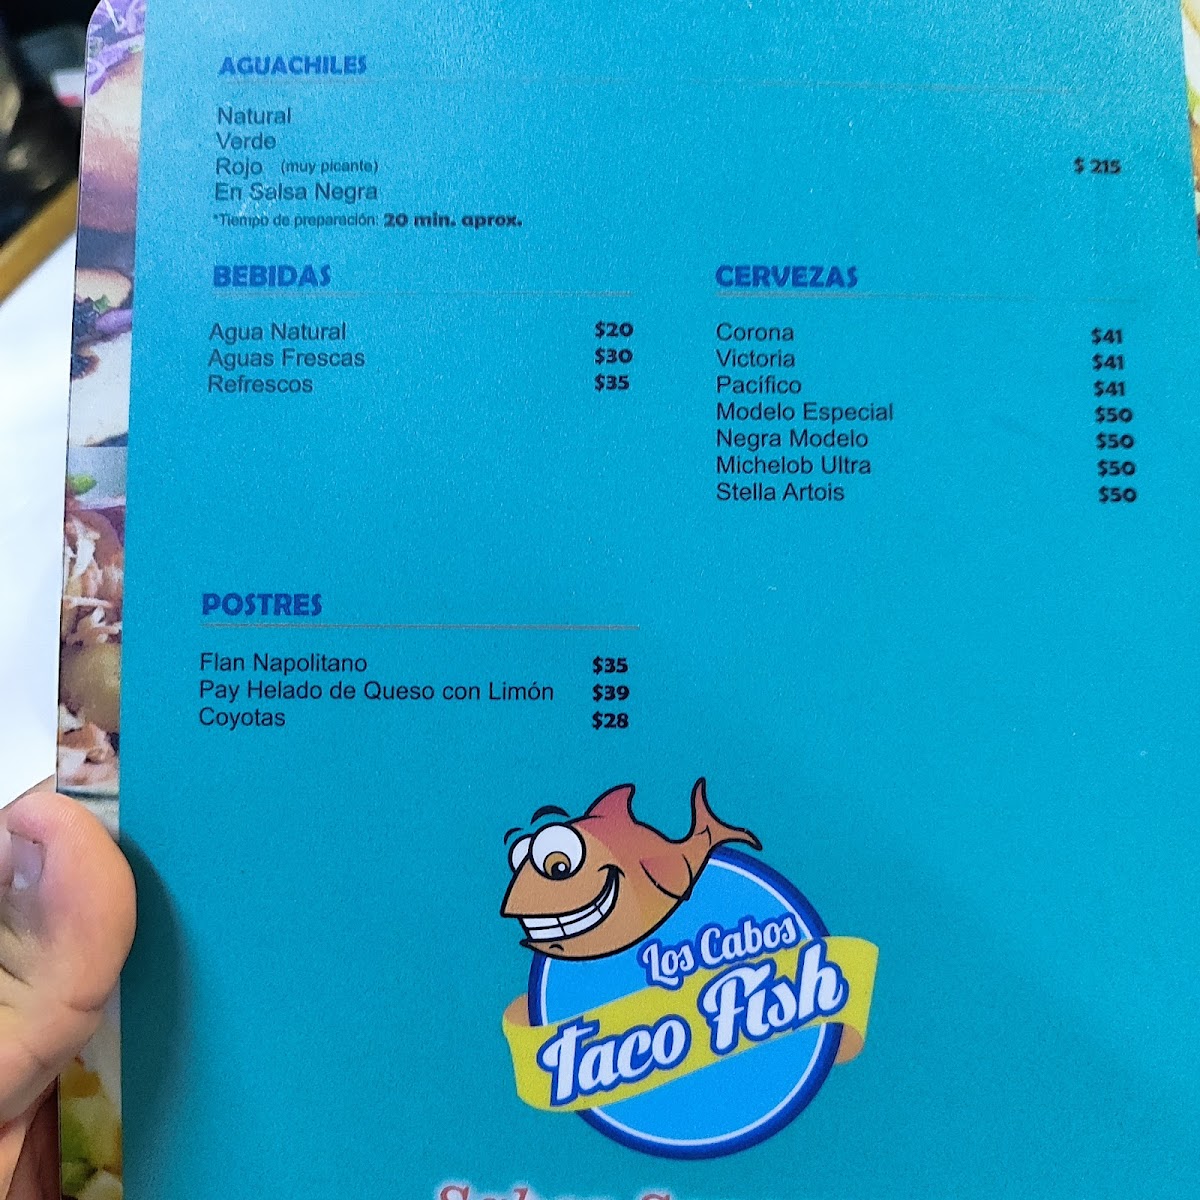 AGUACHILES
Natural
Verde
Rojo (muy picante) $ 215
En Salsa Negra
*Tiempo de preparación: 20 min. aprox.
BEBIDAS
Agua Natural $20
Aguas Frescas $30
Refrescos $35
CERVEZAS
Corona $41
Victoria $41
Pacífico $41
Modelo Especial $50
Negra Modelo $50
Michelob Ultra $50
Stella Artois $50
POSTRES
Flan Napolitano $35
Pay Helado de Queso con Limón $39
Coyotas $28
Los Cabos
Taco Fish